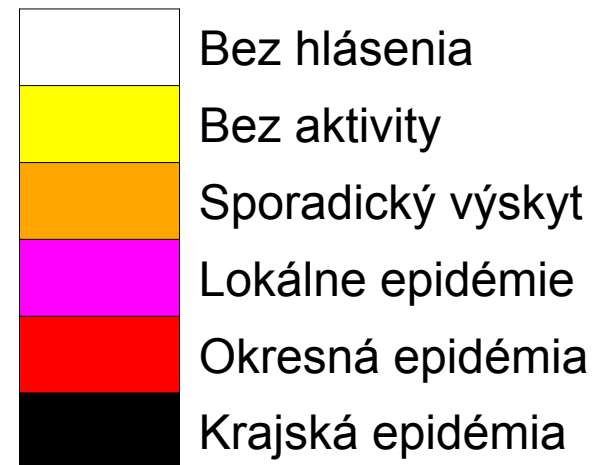 Bez hlásenia
Bez aktivity
Sporadický výskyt
Lokálne epidémie
Okresná epidémia
Krajská epidémia